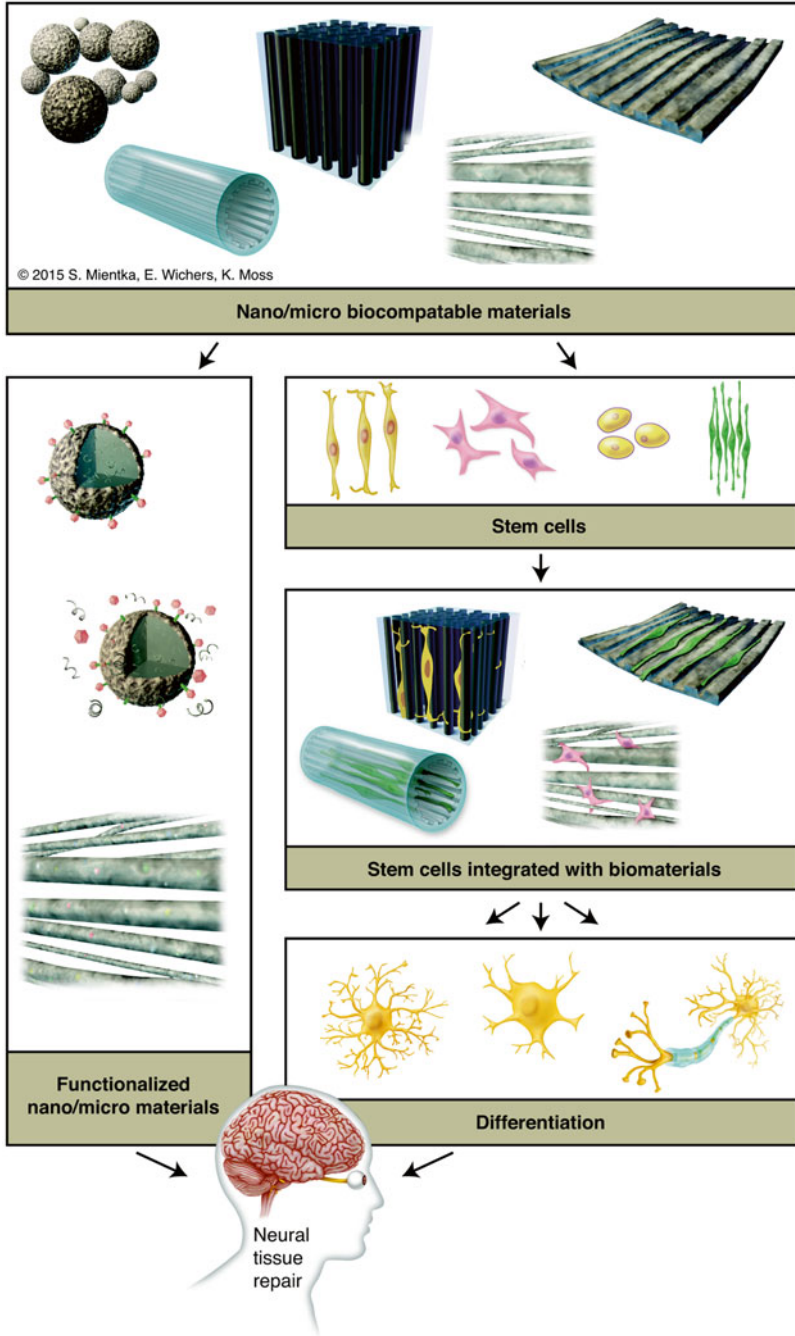 © 2015 S. Mientka, E. Wichers, K. Moss
Nano/micro biocompatable materials
Stem cells
Stem cells integrated with biomaterials
Functionalized
nano/micro materials
Differentiation
Neural
tissue
repair